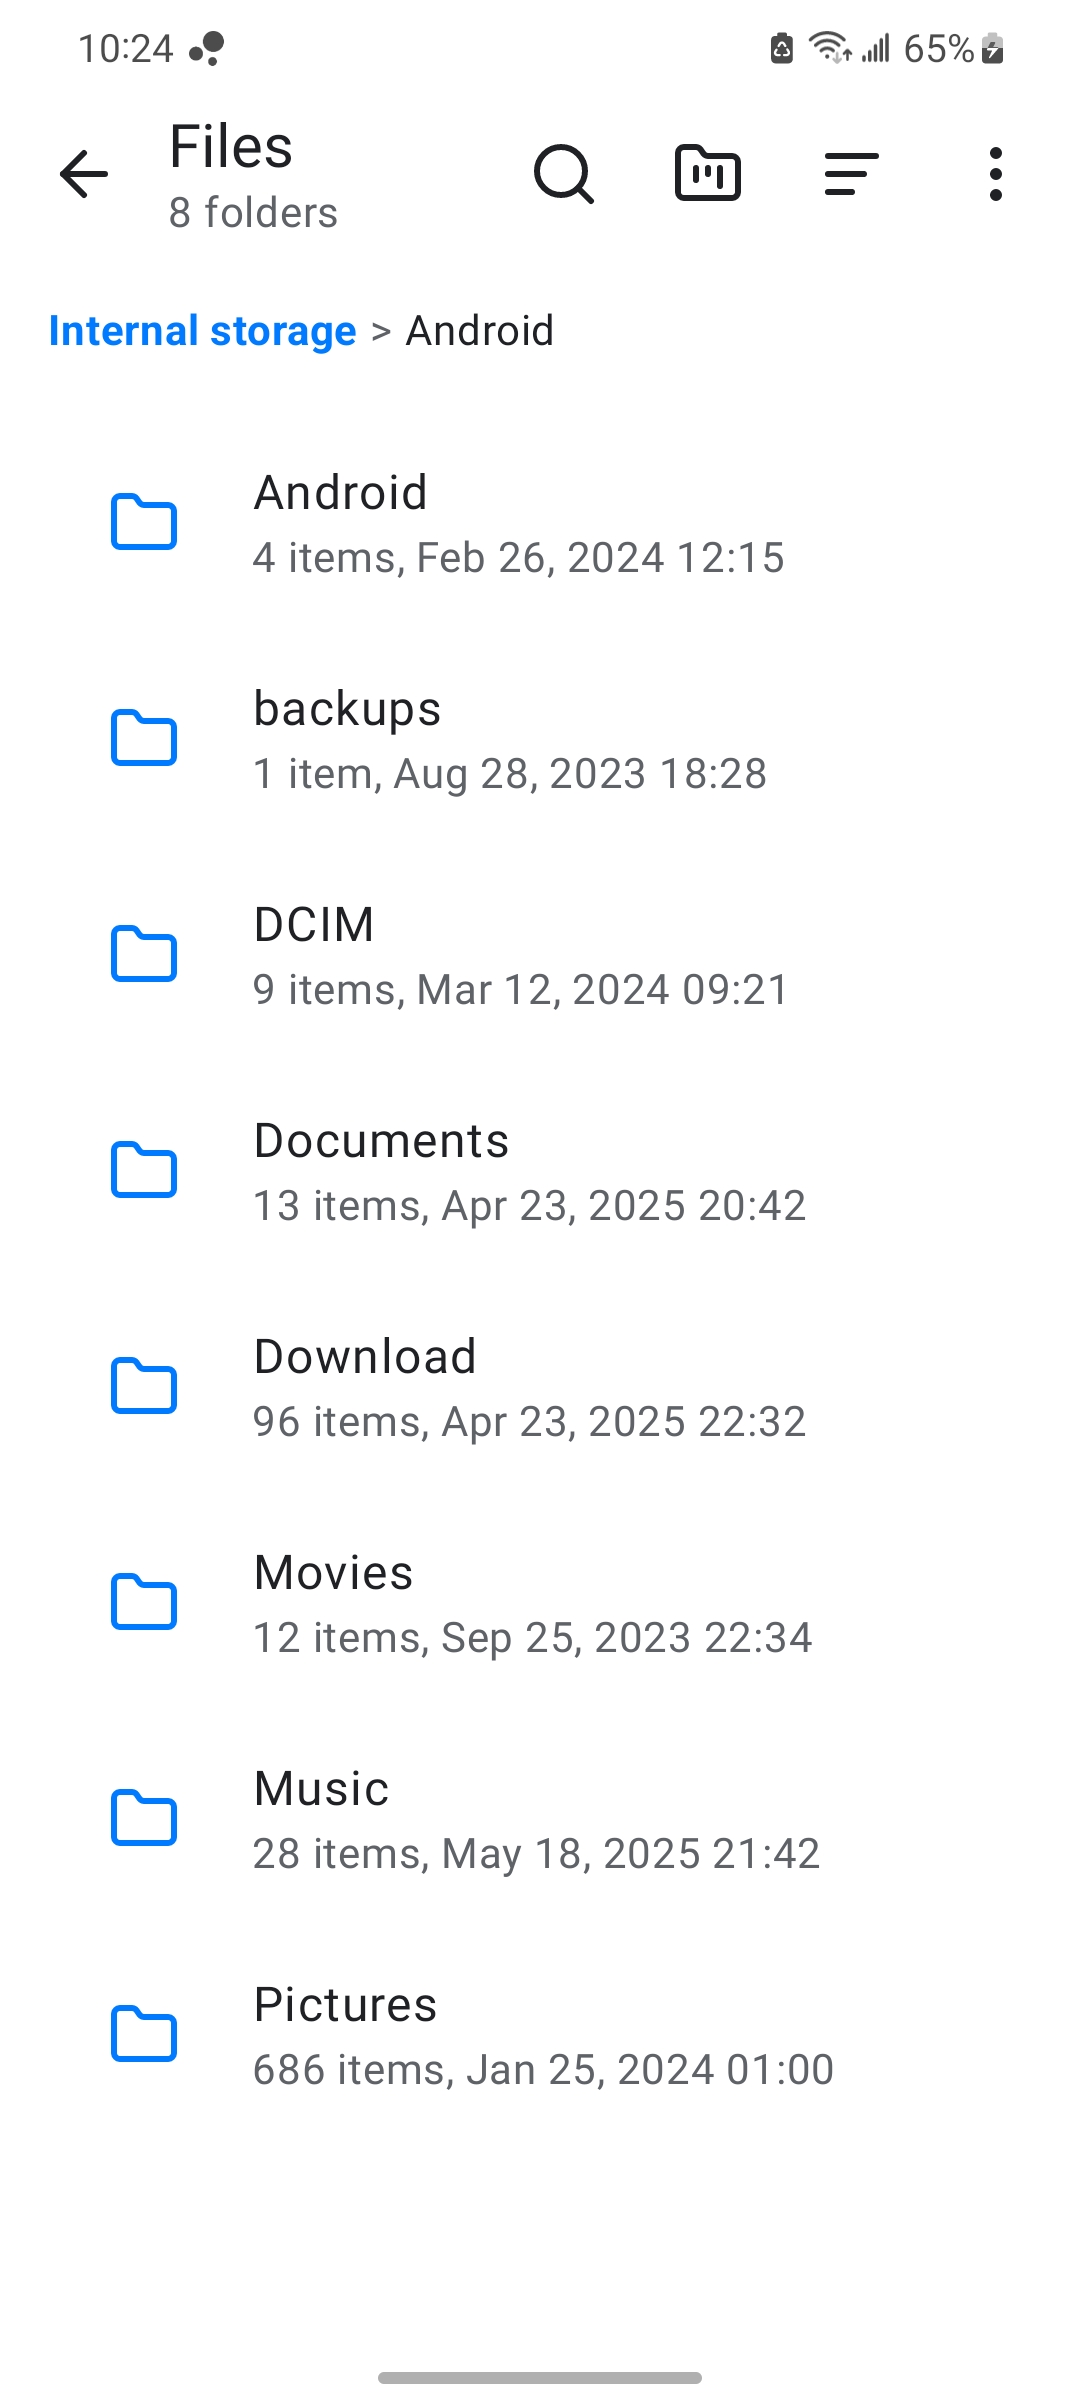 10:24
65%
Files
8 folders
Internal storage > Android
Android
4 items, Feb 26, 2024 12:15
backups
1 item, Aug 28, 2023 18:28
DCIM
9 items, Mar 12, 2024 09:21
Documents
13 items, Apr 23, 2025 20:42
Download
96 items, Apr 23, 2025 22:32
Movies
12 items, Sep 25, 2023 22:34
Music
28 items, May 18, 2025 21:42
Pictures
686 items, Jan 25, 2024 01:00